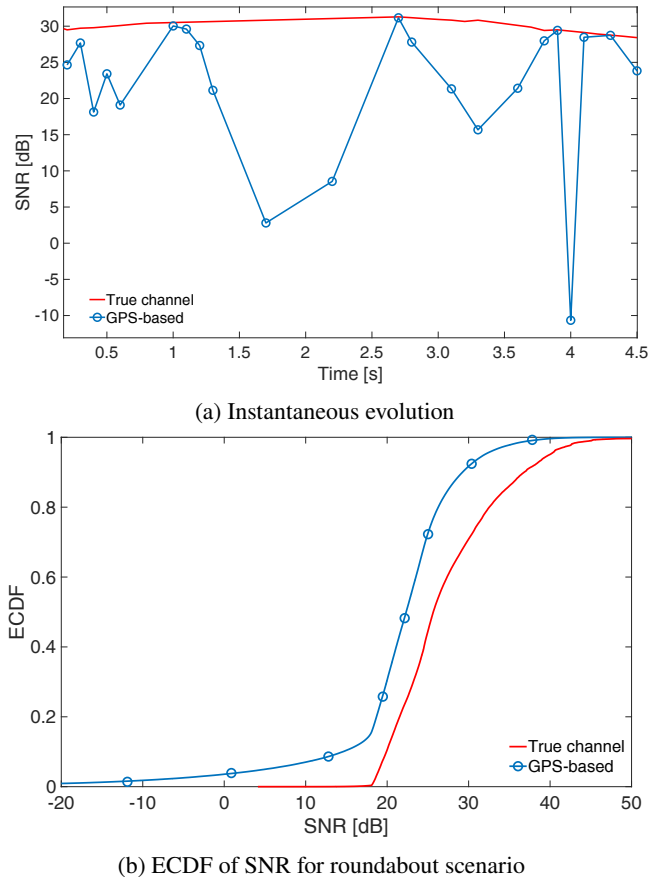 30
25
20
15
10
5
0
-5
-10
SNR [dB]
True channel
GPS-based
0.5 1 1.5 2 2.5 3 3.5 4 4.5
Time [s]
(a) Instantaneous evolution
1
0.8
0.6
0.4
0.2
0
ECDF
True channel
GPS-based
-20 -10 0 10 20 30 40 50
SNR [dB]
(b) ECDF of SNR for roundabout scenario